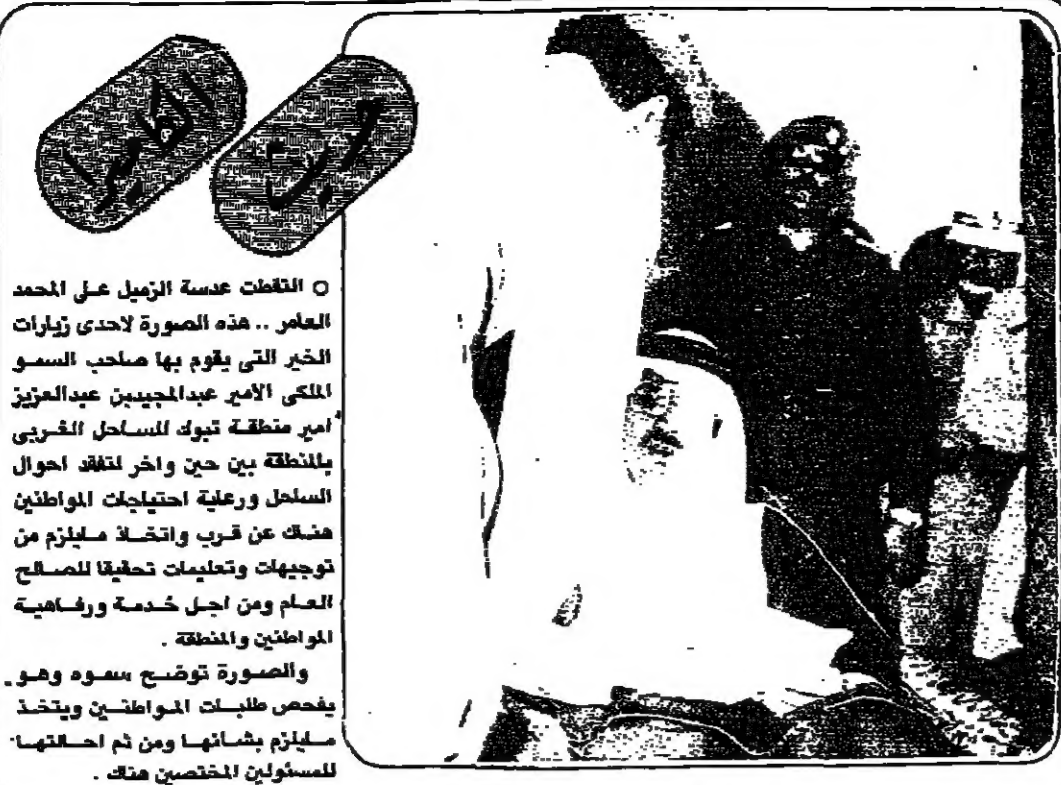 الكاميرا
○ التقطت عدسة الزميل على المحمد
العامر .. هذه الصورة لاحدى زيارات
الخير التى يقوم بها صاحب السمو
الملكى الامير عبدالمجيدبن عبدالعزيز
امير منطقة تبوك للساحل الغربى
بالمنطقة بين حين واخر لتفقد احوال
الساحل ورعاية احتياجات المواطنين
هناك عن قرب واتخاذ مايلزم من
توجيهات وتعليمات تحقيقا للصالح
العام ومن اجل خدمة ورفاهية
المواطنين والمنطقة .
والصورة توضح سموه وهو
يفحص طلبات المواطنين ويتخذ
مايلزم بشانها ومن ثم احالتها
للمسئولين المختصين هناك .